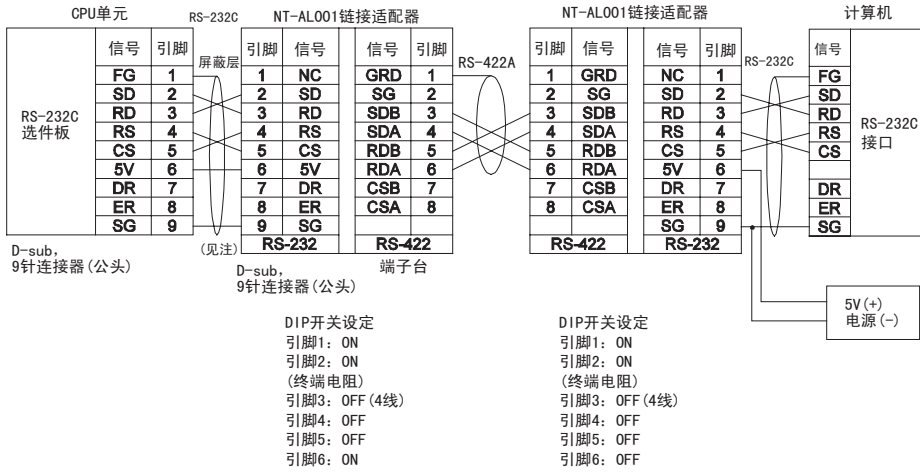 CPU单元
RS-232C
NT-AL001链接适配器
NT-AL001链接适配器
计算机
RS-232C
选件板
信号 引脚
FG 1
SD 2
RD 3
RS 4
CS 5
5V 6
DR 7
ER 8
SG 9
D-sub,
9针连接器(公头)
屏蔽层
(见注)
引脚 信号
1 NC
2 SD
3 RD
4 RS
5 CS
6 5V
7 DR
8 ER
9 SG
RS-232
D-sub,
9针连接器(公头)
信号 引脚
GRD 1
SG 2
SDB 3
SDA 4
RDB 5
RDA 6
CSB 7
CSA 8
RS-422
端子台
RS-422A
引脚 信号
1 GRD
2 SG
3 SDB
4 SDA
5 RDB
6 RDA
7 CSB
8 CSA
RS-422
信号 引脚
NC 1
SD 2
RD 3
RS 4
CS 5
5V 6
DR 7
ER 8
SG 9
RS-232
RS-232C
信号
FG
SD
RD
RS
CS
DR
ER
SG
RS-232C
接口
5V(+)
电源(-)
DIP开关设定
引脚1: ON
引脚2: ON
(终端电阻)
引脚3: OFF(4线)
引脚4: OFF
引脚5: OFF
引脚6: ON
DIP开关设定
引脚1: ON
引脚2: ON
(终端电阻)
引脚3: OFF(4线)
引脚4: OFF
引脚5: OFF
引脚6: OFF